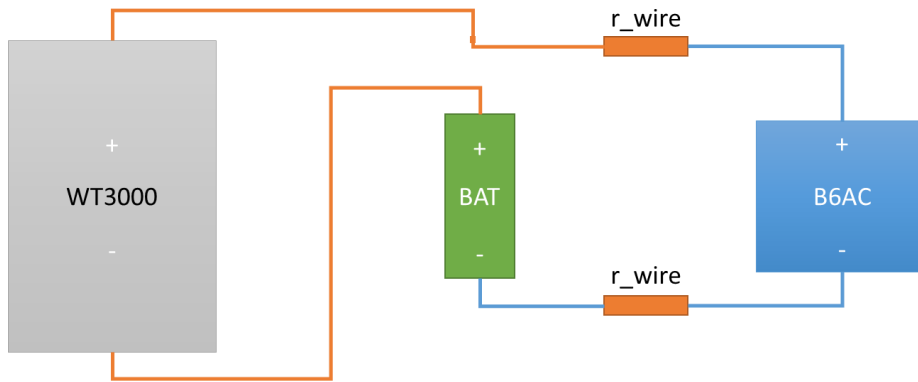 r_wire
+
WT3000
-
+
BAT
-
+
B6AC
-
r_wire